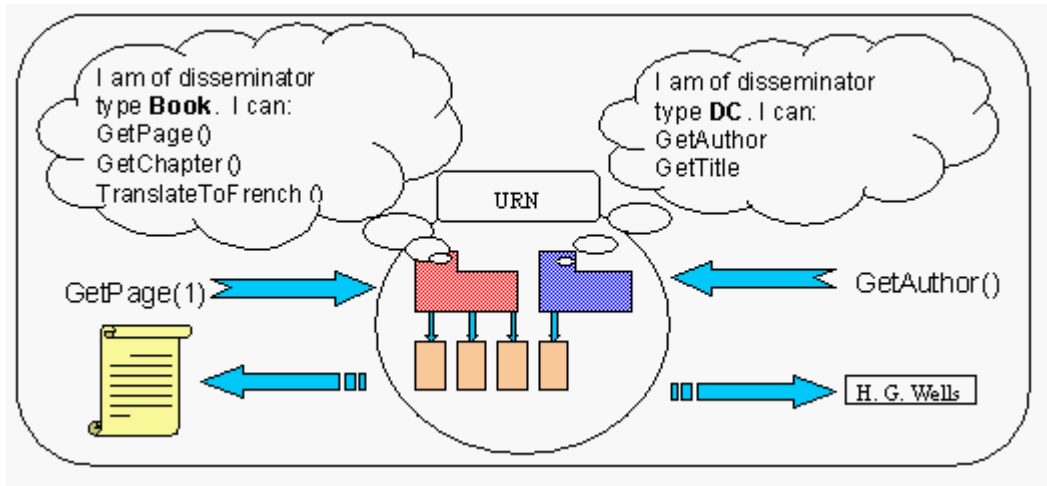 I am of disseminator
type Book. I can:
GetPage()
GetChapter()
TranslateToFrench()
I am of disseminator
type DC. I can:
GetAuthor
GetTitle
URN
GetPage(1)
GetAuthor()
H. G. Wells